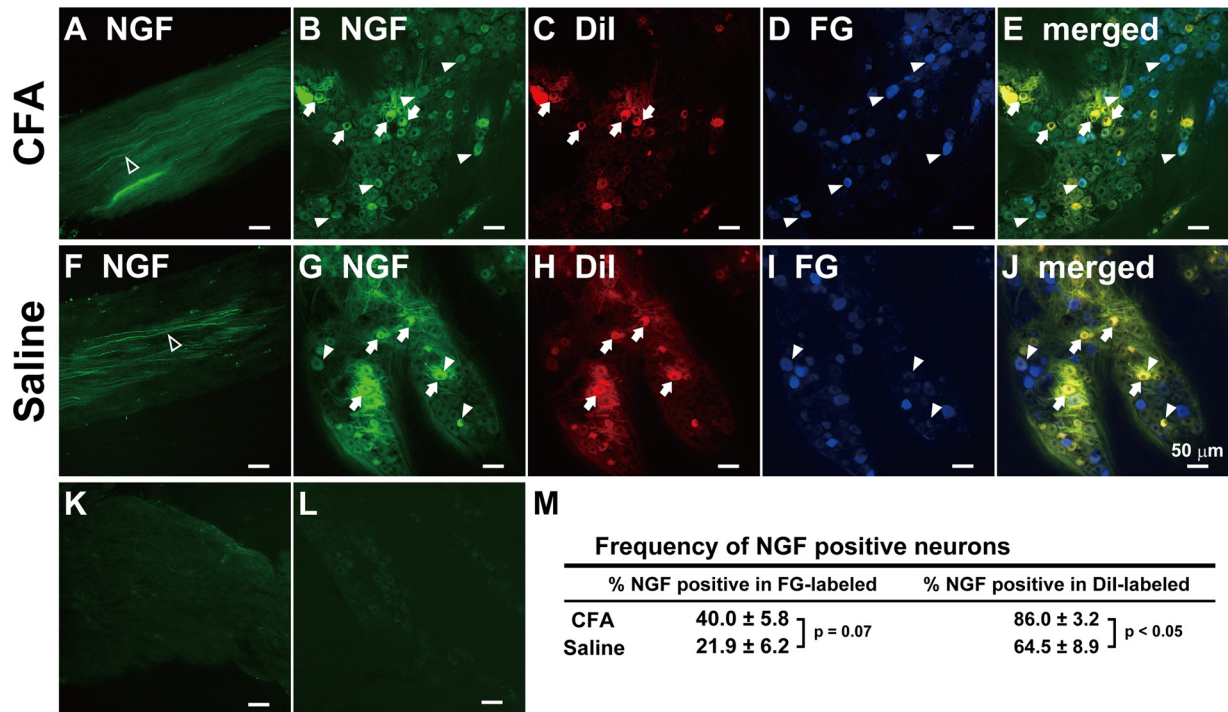 CFA
A NGF
B NGF
C DiI
D FG
E merged
Saline
F NGF
G NGF
H DiI
I FG
J merged
50 μm
K
L
M
Frequency of NGF positive neurons
% NGF positive in FG-labeled % NGF positive in DiI-labeled
CFA 40.0 ± 5.8 86.0 ± 3.2
p = 0.07 p < 0.05
Saline 21.9 ± 6.2 64.5 ± 8.9